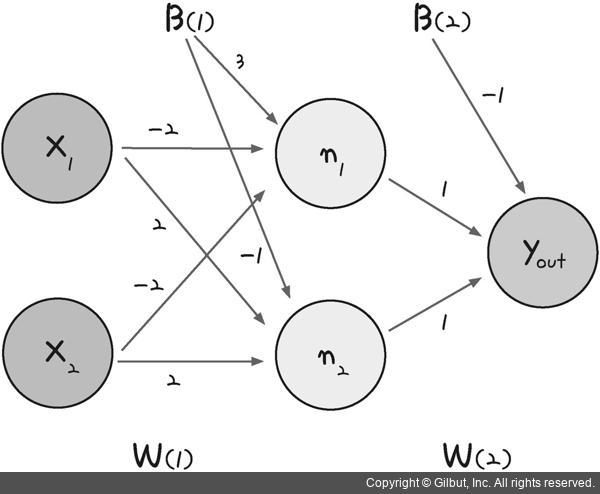 B(1)
B(2)
3
-1
X1
-2
n1
2
1
-1
yout
-2
1
X2
2
n2
W(1)
W(2)
Copyright © Gilbut, Inc. All rights reserved.